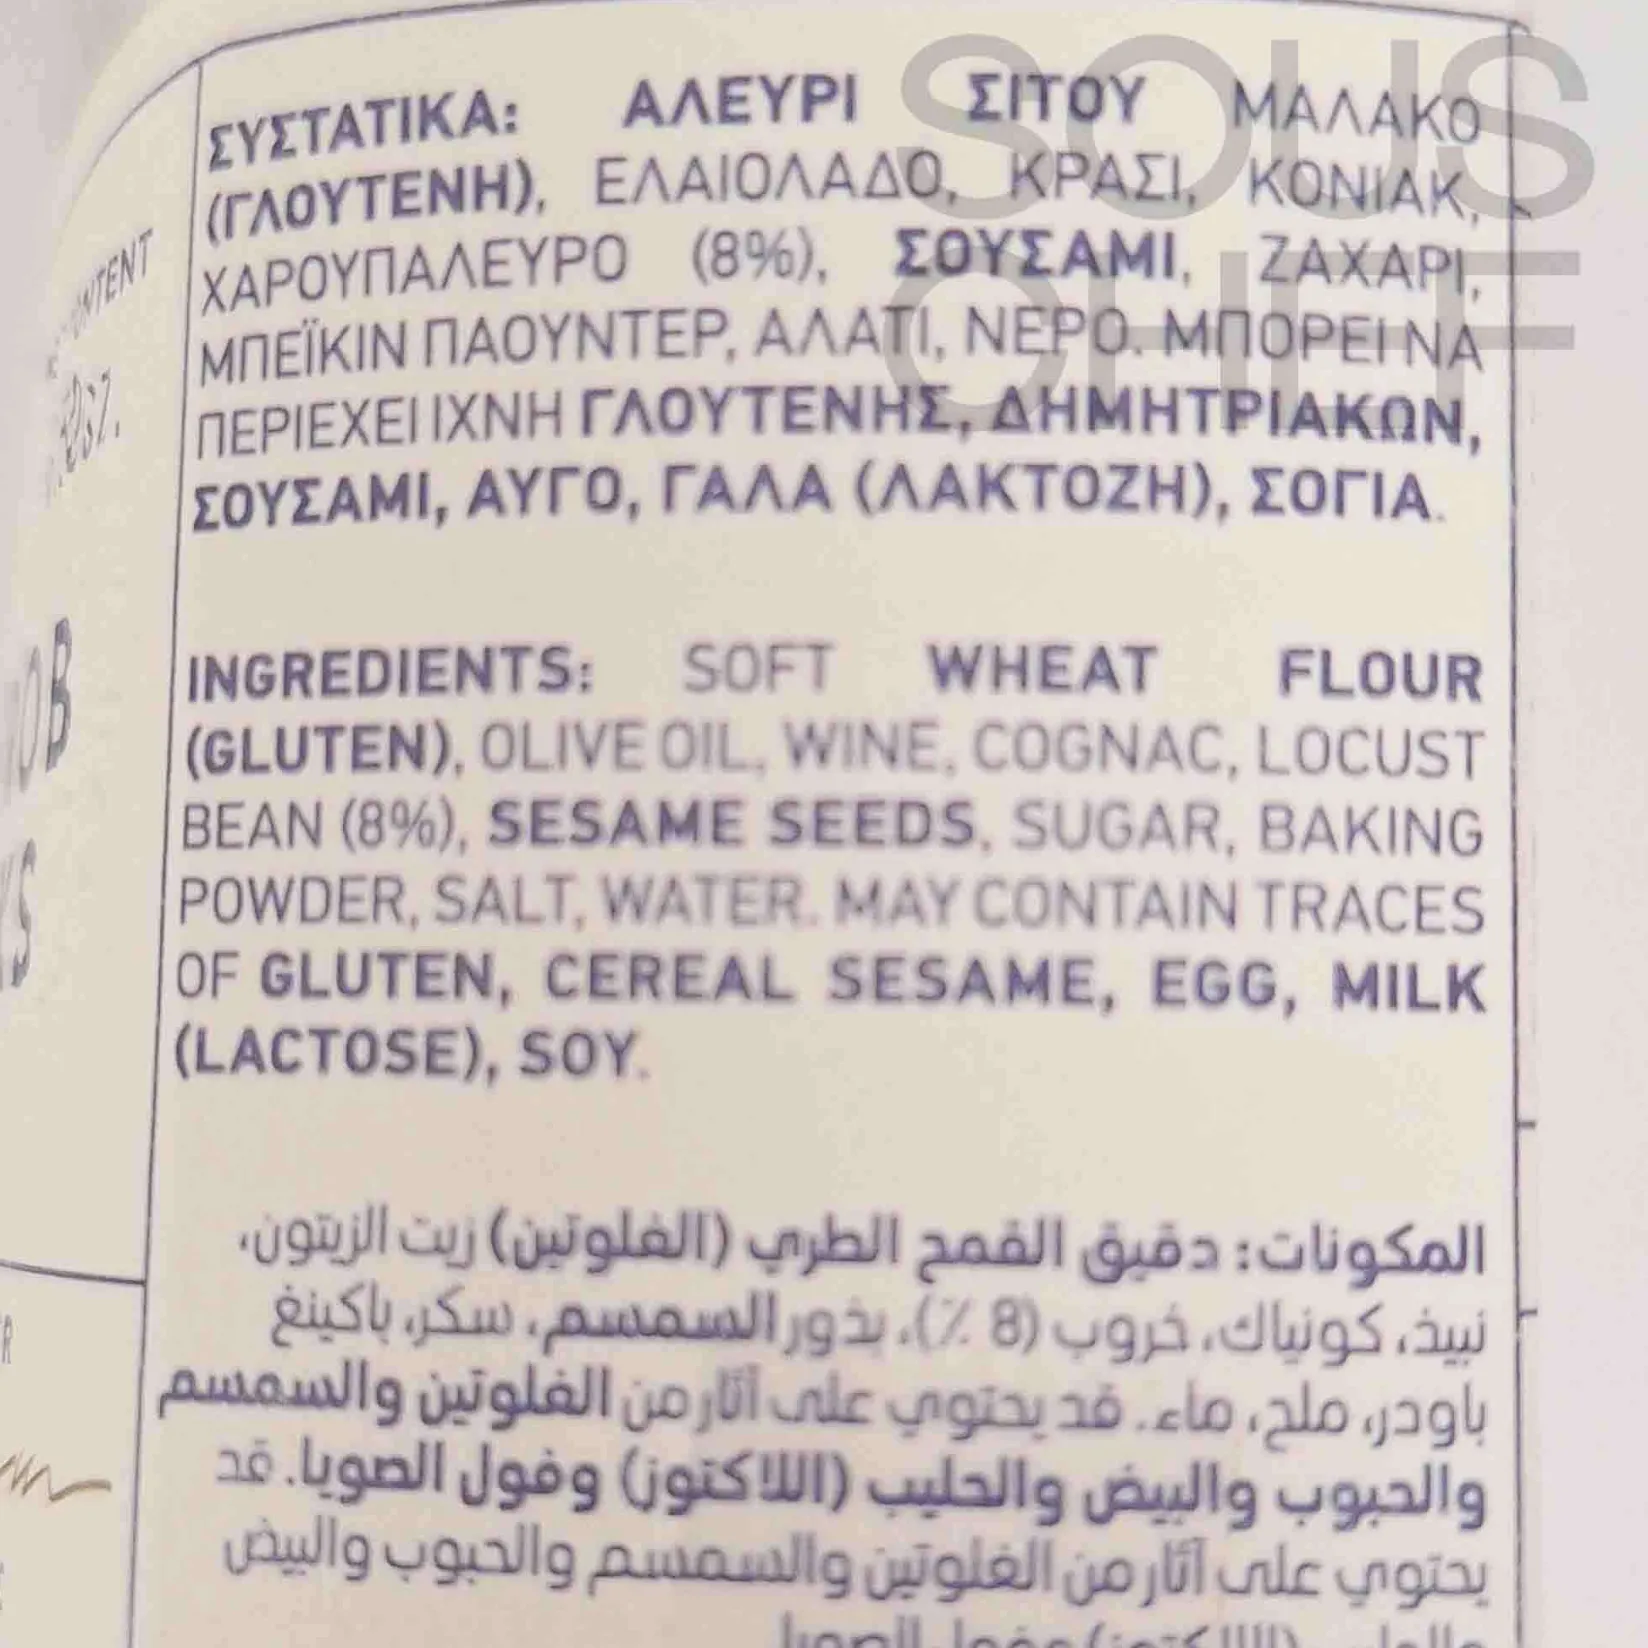 SOUS
CHEF
ΣΥΣΤΑΤΙΚΑ: ΑΛΕΥΡΙ ΣΙΤΟΥ ΜΑΛΑΚΟ
(ΓΛΟΥΤΕΝΗ), ΕΛΑΙΟΛΑΔΟ, ΚΡΑΣΙ, ΚΟΝΙΑΚ,
ΧΑΡΟΥΠΑΛΕΥΡΟ (8%), ΣΟΥΣΑΜΙ, ΖΑΧΑΡΙ,
ΜΠΕΪΚΙΝ ΠΑΟΥΝΤΕΡ, ΑΛΑΤΙ, ΝΕΡΟ. ΜΠΟΡΕΙ ΝΑ
ΠΕΡΙΕΧΕΙ ΙΧΝΗ ΓΛΟΥΤΕΝΗΣ, ΔΗΜΗΤΡΙΑΚΩΝ,
ΣΟΥΣΑΜΙ, ΑΥΓΟ, ΓΑΛΑ (ΛΑΚΤΟΖΗ), ΣΟΓΙΑ.
INGREDIENTS: SOFT WHEAT FLOUR
(GLUTEN), OLIVE OIL, WINE, COGNAC, LOCUST
BEAN (8%), SESAME SEEDS, SUGAR, BAKING
POWDER, SALT, WATER. MAY CONTAIN TRACES
OF GLUTEN, CEREAL SESAME, EGG, MILK
(LACTOSE), SOY.
المكونات: دقيق القمح الطري (الغلوتين) زيت الزيتون،
نبيذ، كونياك، خروب (8 ٪)، بذور السمسم، سكر، باكينغ
باودر، ملح، ماء. قد يحتوي على آثار من الغلوتين والسمسم
والحبوب والبيض والحليب (اللاكتوز) وفول الصويا. قد
يحتوي على آثار من الغلوتين والسمسم والحبوب والبيض